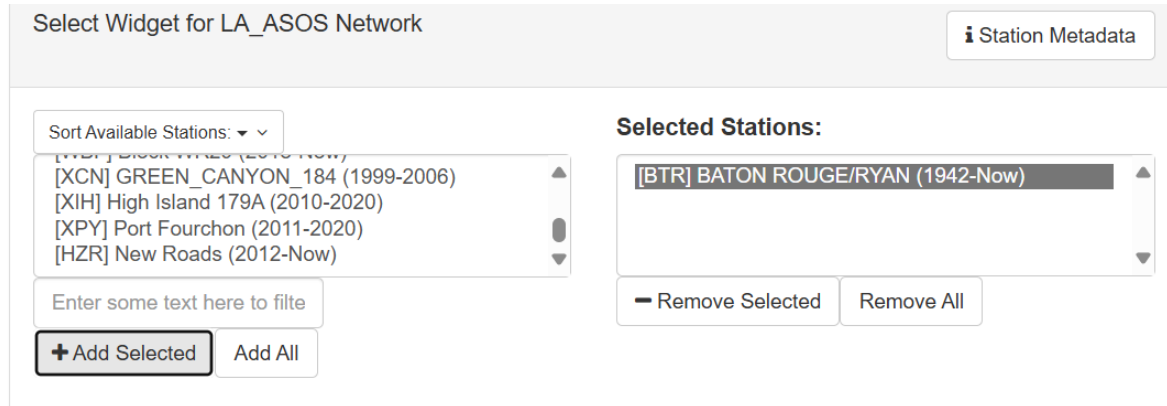 Select Widget for LA_ASOS Network
i Station Metadata
Sort Available Stations:
[XCN] GREEN_CANYON_184 (1999-2006)
[XIH] High Island 179A (2010-2020)
[XPY] Port Fourchon (2011-2020)
[HZR] New Roads (2012-Now)
Enter some text here to filte
+ Add Selected
Add All
Selected Stations:
[BTR] BATON ROUGE/RYAN (1942-Now)
− Remove Selected
Remove All